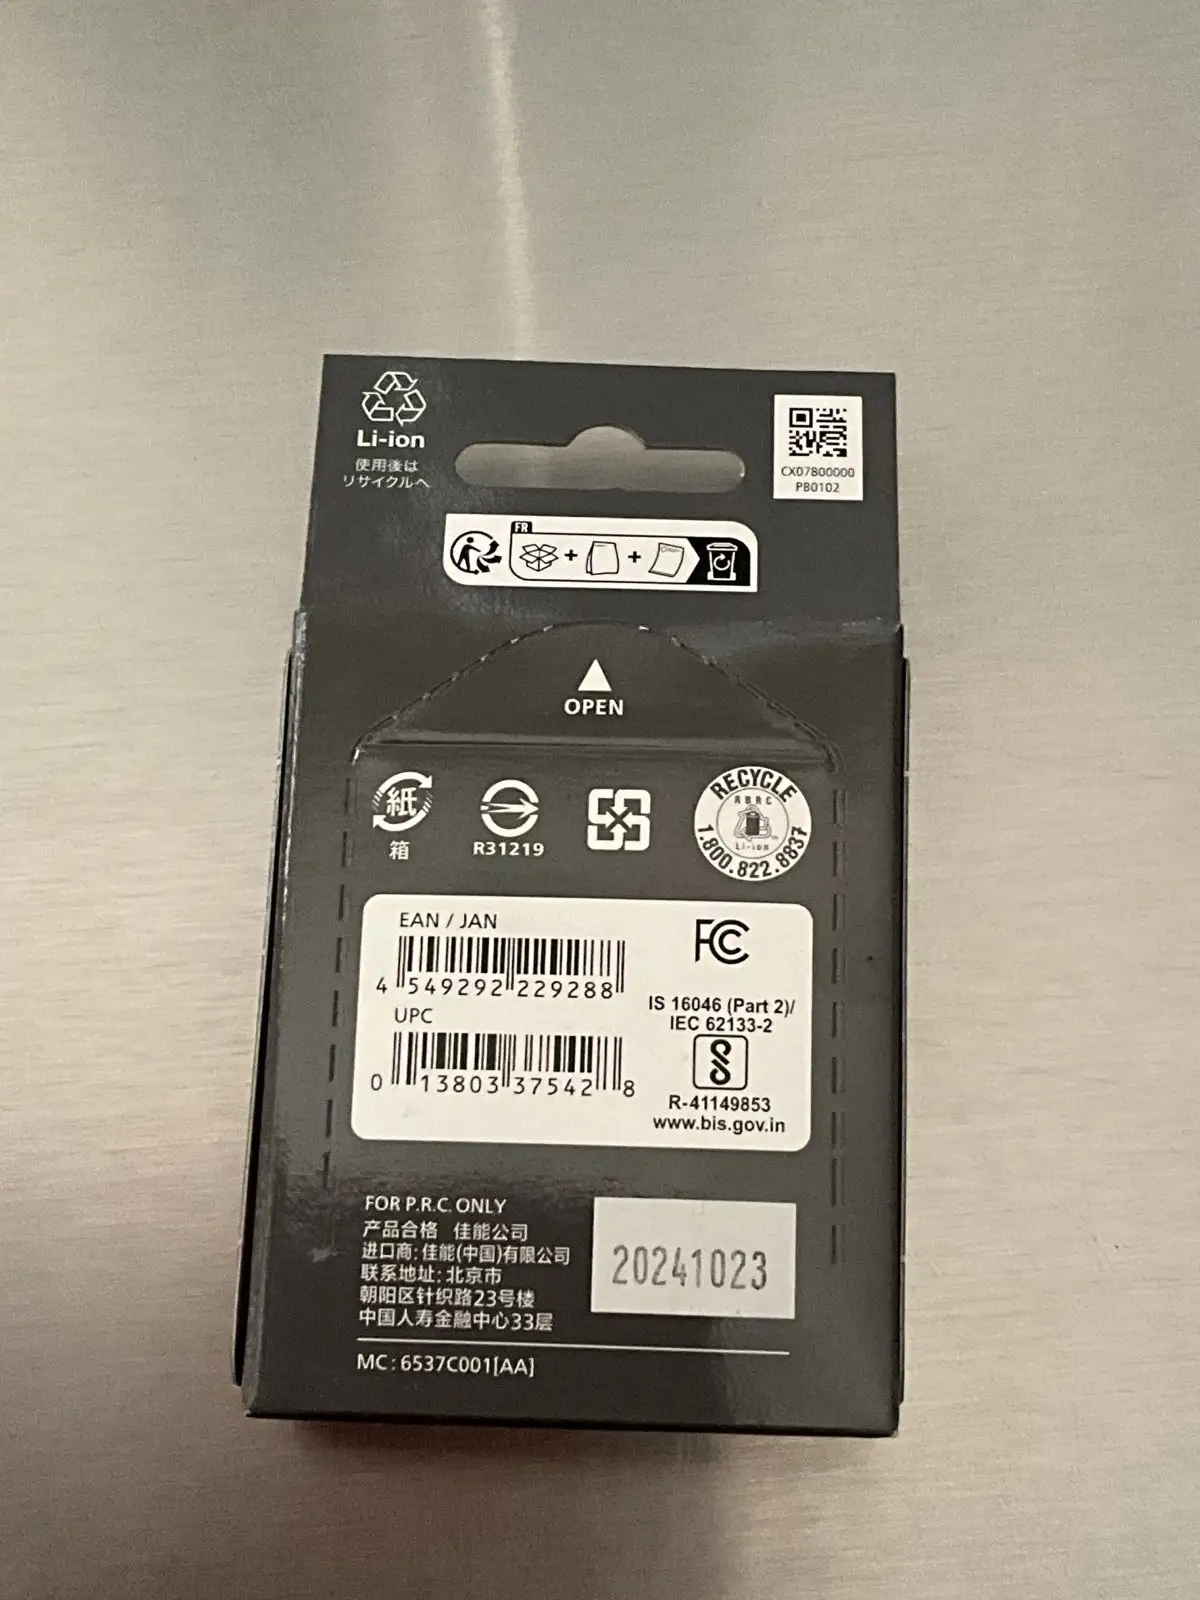 Li-ion
使用後は
リサイクルへ
CX07800000
PB0102
FR
+ +
OPEN
紙
箱
R31219
RECYCLE
RBRC
Li-ion
1.800.822.8837
EAN / JAN
4 549292 229288
UPC
0 13803 37542 8
FC
IS 16046 (Part 2)/
IEC 62133-2
R-41149853
www.bis.gov.in
FOR P.R.C. ONLY
产品合格 佳能公司
进口商: 佳能(中国)有限公司
联系地址: 北京市
朝阳区针织路23号楼
中国人寿金融中心33层
20241023
MC: 6537C001[AA]